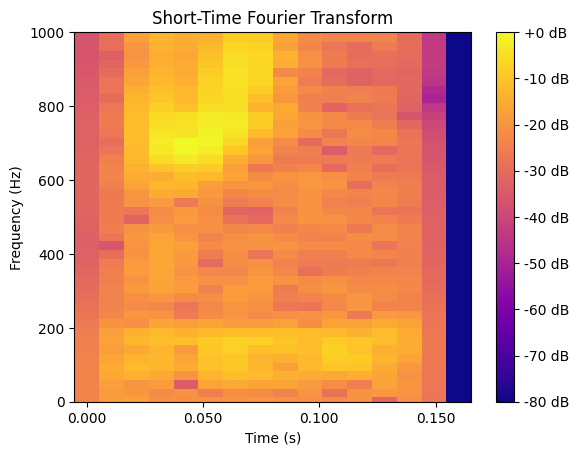 Short-Time Fourier Transform
1000
800
600
400
200
0
Frequency (Hz)
0.000
0.050
0.100
0.150
Time (s)
+0 dB
-10 dB
-20 dB
-30 dB
-40 dB
-50 dB
-60 dB
-70 dB
-80 dB